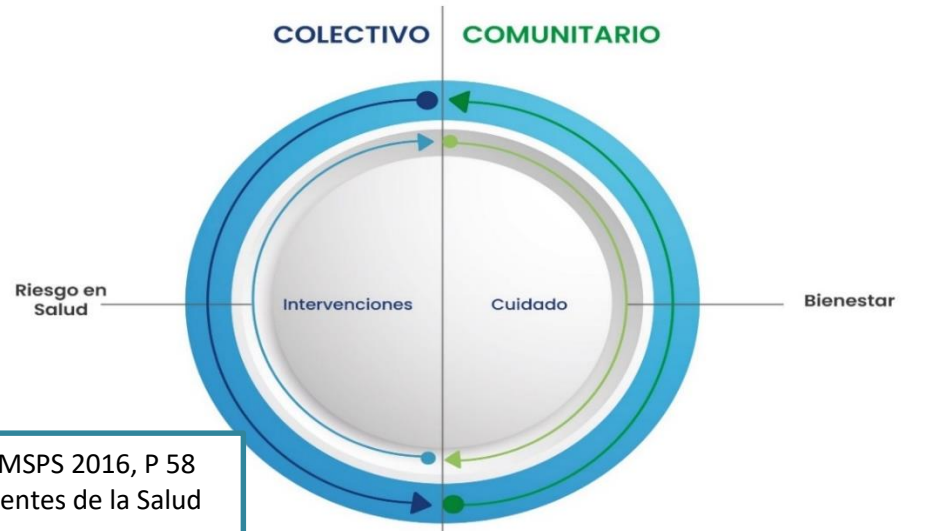 COLECTIVO COMUNITARIO
Riesgo en
Salud
Intervenciones
Cuidado
Bienestar
MSPS 2016, P 58
entes de la Salud